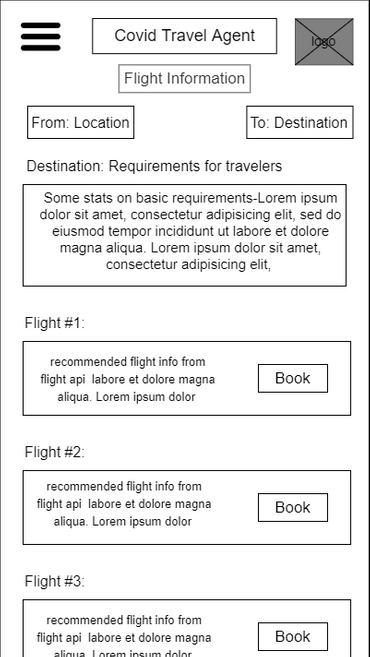 Covid Travel Agent
logo
Flight Information
From: Location
To: Destination
Destination: Requirements for travelers
Some stats on basic requirements-Lorem ipsum
dolor sit amet, consectetur adipisicing elit, sed do
eiusmod tempor incididunt ut labore et dolore
magna aliqua. Lorem ipsum dolor sit amet,
consectetur adipisicing elit,
Flight #1:
recommended flight info from
flight api  labore et dolore magna
aliqua. Lorem ipsum dolor
Book
Flight #2:
recommended flight info from
flight api  labore et dolore magna
aliqua. Lorem ipsum dolor
Book
Flight #3:
recommended flight info from
flight api  labore et dolore magna
aliqua. Lorem ipsum dolor
Book